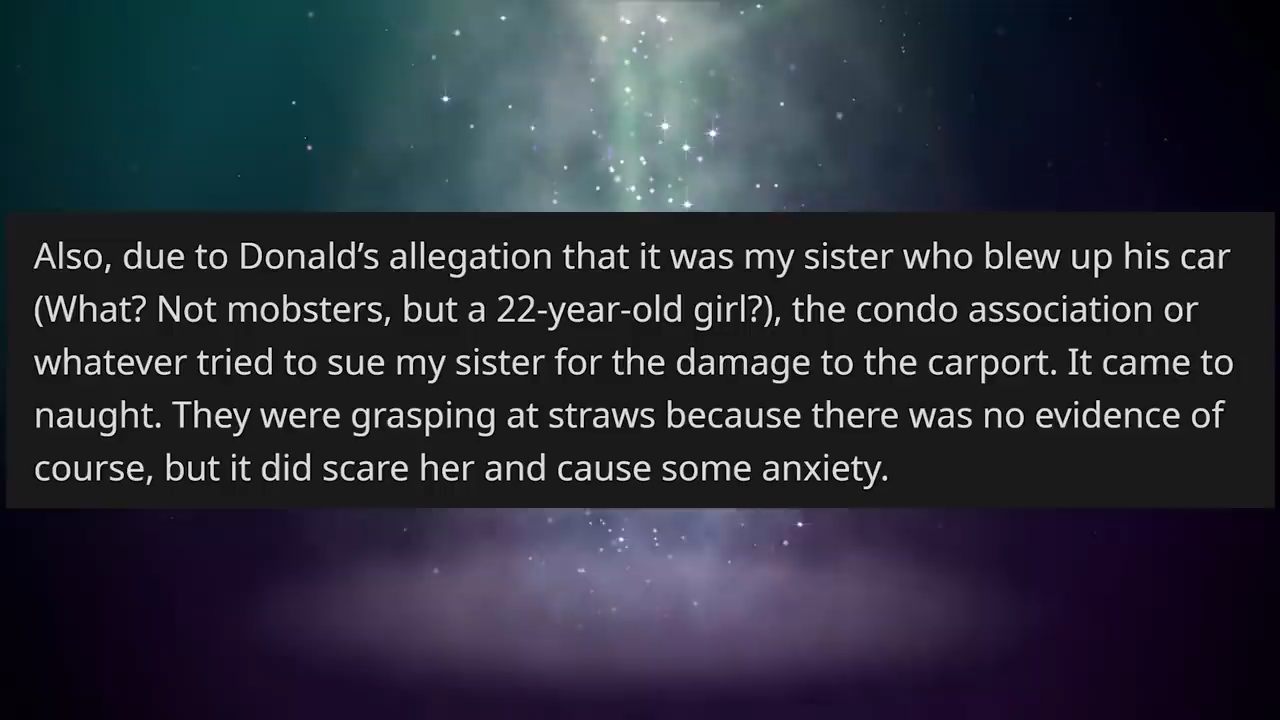 Also, due to Donald’s allegation that it was my sister who blew up his car
(What? Not mobsters, but a 22-year-old girl?), the condo association or
whatever tried to sue my sister for the damage to the carport. It came to
naught. They were grasping at straws because there was no evidence of
course, but it did scare her and cause some anxiety.